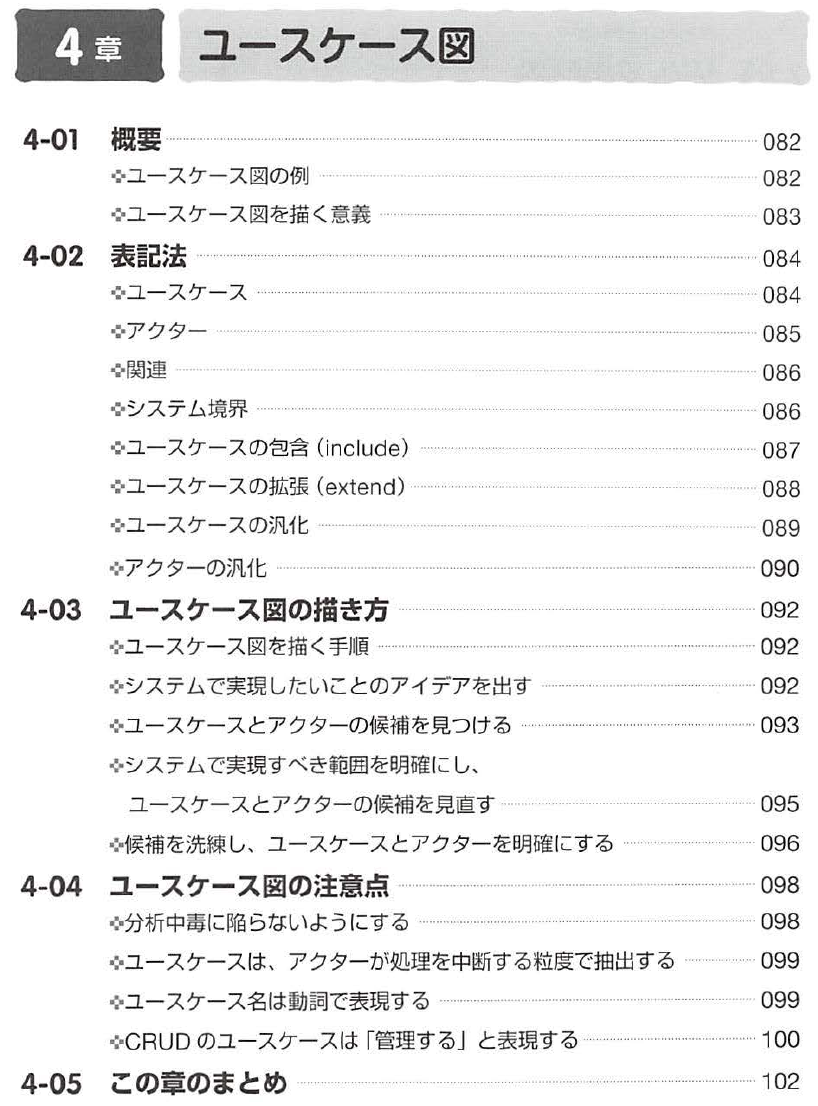 4章 ユースケース図
4-01 概要 082
ユースケース図の例 082
ユースケース図を描く意義 083
4-02 表記法 084
ユースケース 084
アクター 085
関連 086
システム境界 086
ユースケースの包含（include） 087
ユースケースの拡張（extend） 088
ユースケースの汎化 089
アクターの汎化 090
4-03 ユースケース図の描き方 092
ユースケース図を描く手順 092
システムで実現したいことのアイデアを出す 092
ユースケースとアクターの候補を見つける 093
システムで実現すべき範囲を明確にし、
ユースケースとアクターの候補を見直す 095
候補を洗練し、ユースケースとアクターを明確にする 096
4-04 ユースケース図の注意点 098
分析中毒に陥らないようにする 098
ユースケースは、アクターが処理を中断する粒度で抽出する 099
ユースケース名は動詞で表現する 099
CRUDのユースケースは「管理する」と表現する 100
4-05 この章のまとめ 102